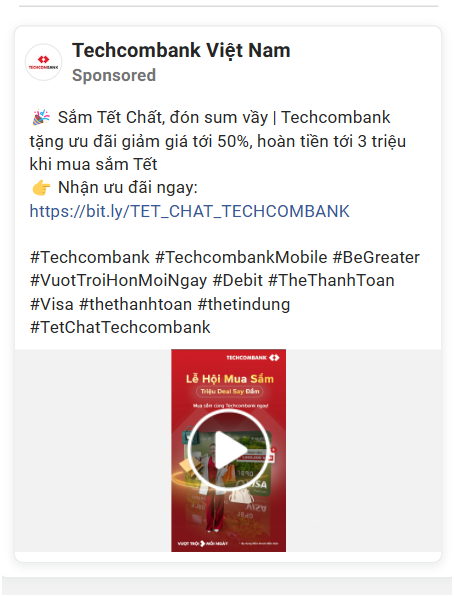 Techcombank Việt Nam
Sponsored
TECHCOMBANK
🎉 Sắm Tết Chất, đón sum vầy | Techcombank
tặng ưu đãi giảm giá tới 50%, hoàn tiền tới 3 triệu
khi mua sắm Tết
👉 Nhận ưu đãi ngay:
https://bit.ly/TET_CHAT_TECHCOMBANK
#Techcombank #TechcombankMobile #BeGreater
#VuotTroiHonMoiNgay #Debit #TheThanhToan
#Visa #thethanhtoan #thetindung
#TetChatTechcombank
TECHCOMBANK
Lễ Hội Mua Sắm
Triệu Deal Say Đắm
Mua sắm cùng Techcombank ngay!
VISA
VƯỢT TRỘI MỖI NGÀY